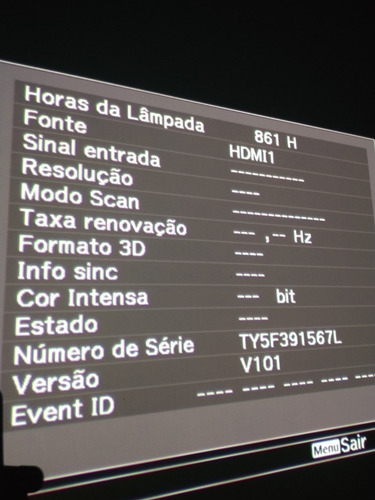 Horas da Lâmpada 861 H
Fonte HDMI1
Sinal entrada -----------
Resolução ----
Modo Scan --------------
Taxa renovação --- ,-- Hz
Formato 3D ----
Info sinc ----
Cor Intensa --- bit
Estado ----
Número de Série TY5F391567L
Versão V101
Event ID ---- ---- ---- ---- ----
Menu Sair